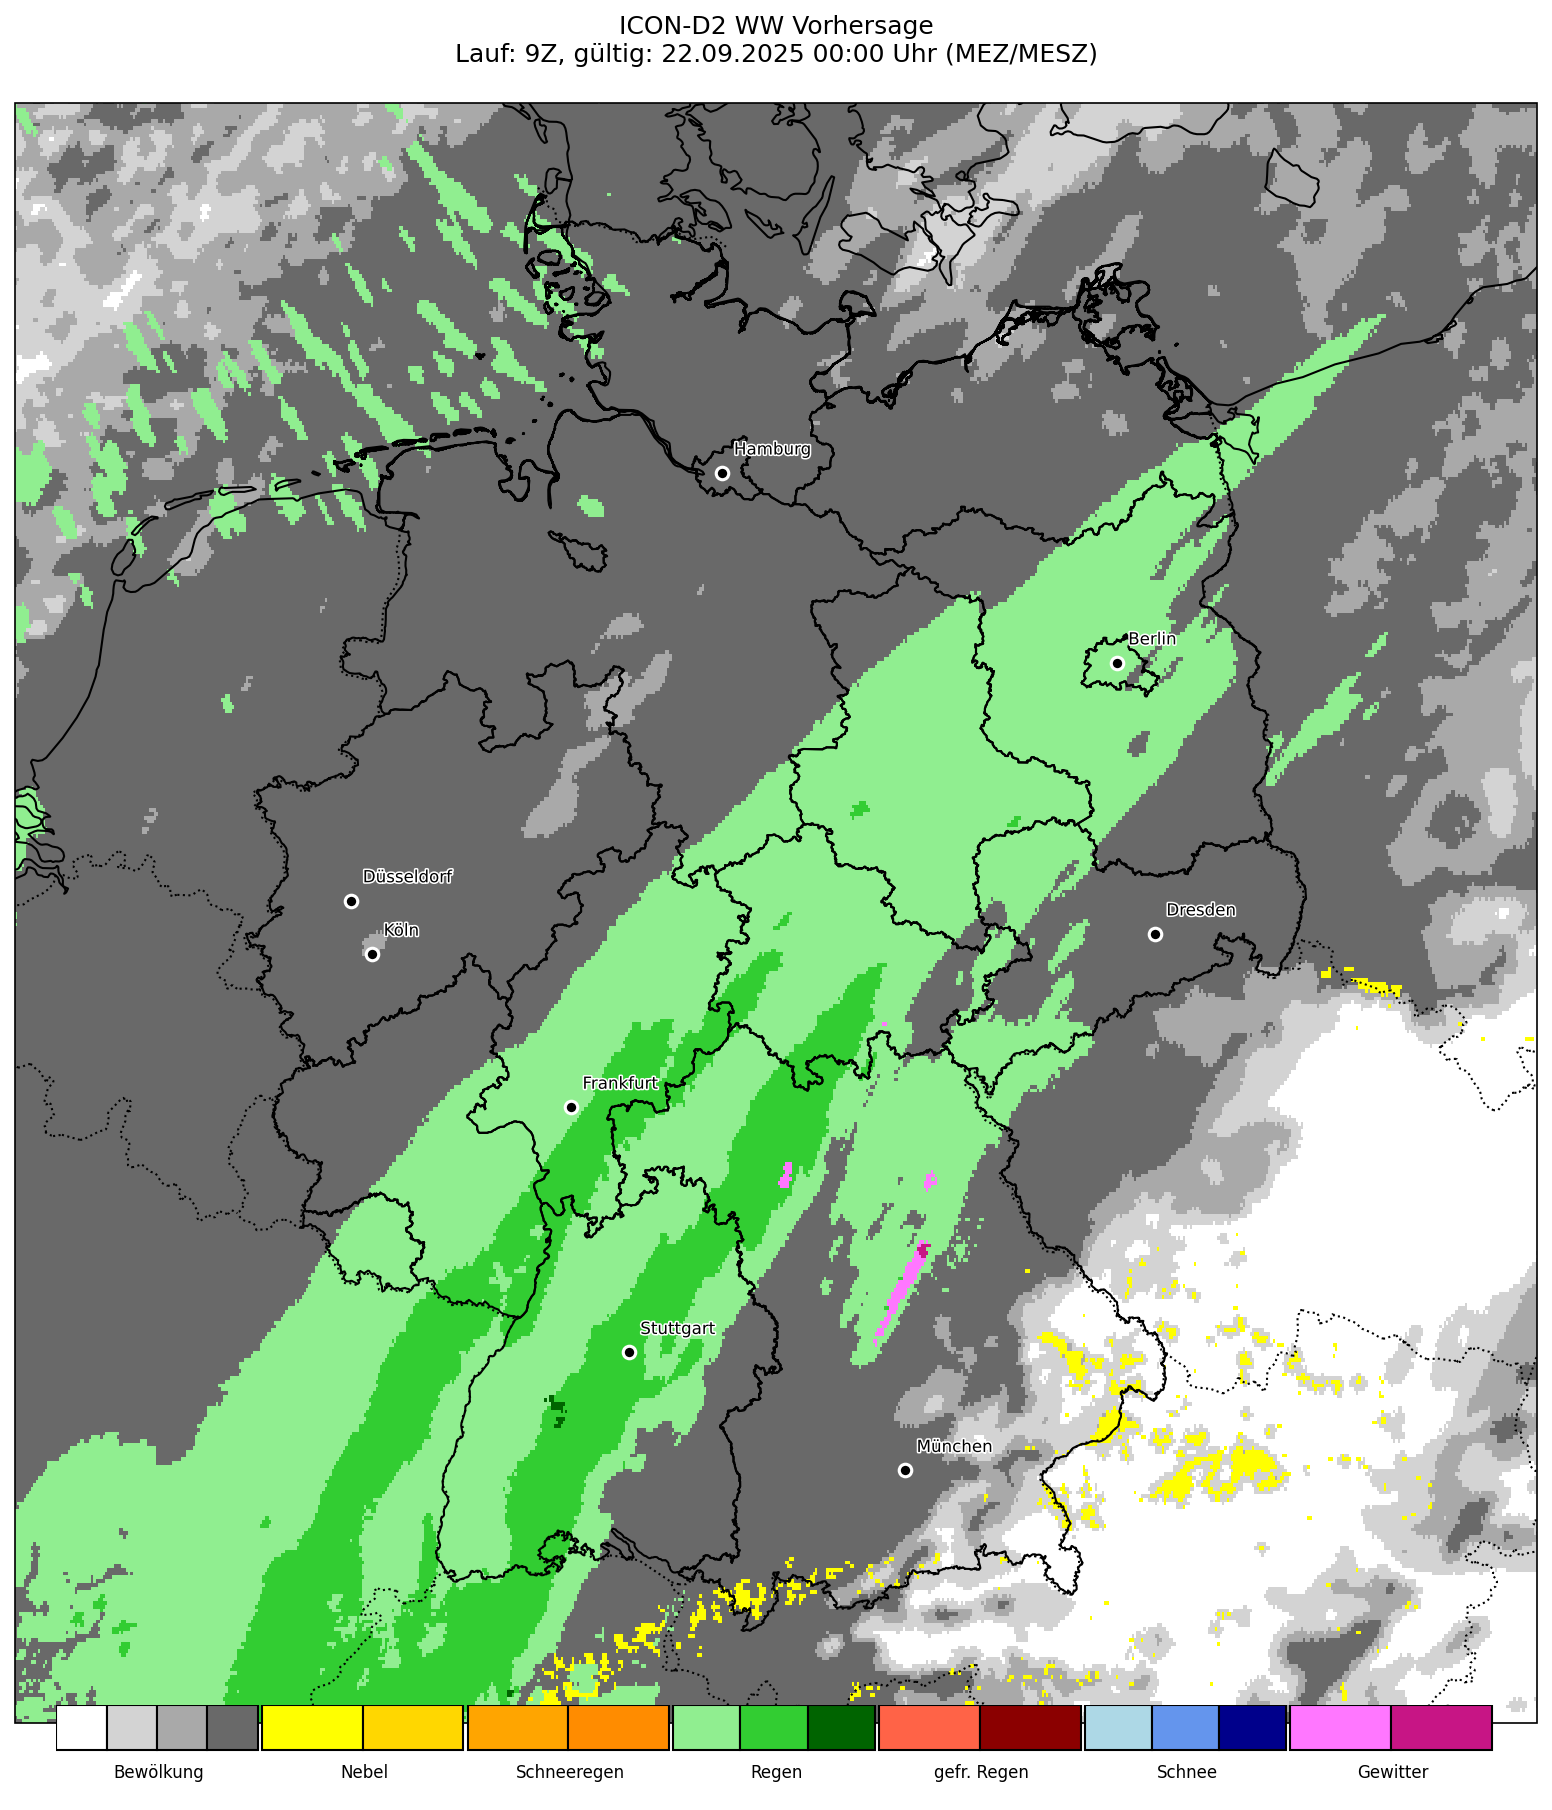 ICON-D2 WW Vorhersage
Lauf: 9Z, gültig: 22.09.2025 00:00 Uhr (MEZ/MESZ)
Hamburg
Berlin
Düsseldorf
Köln
Dresden
Frankfurt
Stuttgart
München
Bewölkung
Nebel
Schneeregen
Regen
gefr. Regen
Schnee
Gewitter